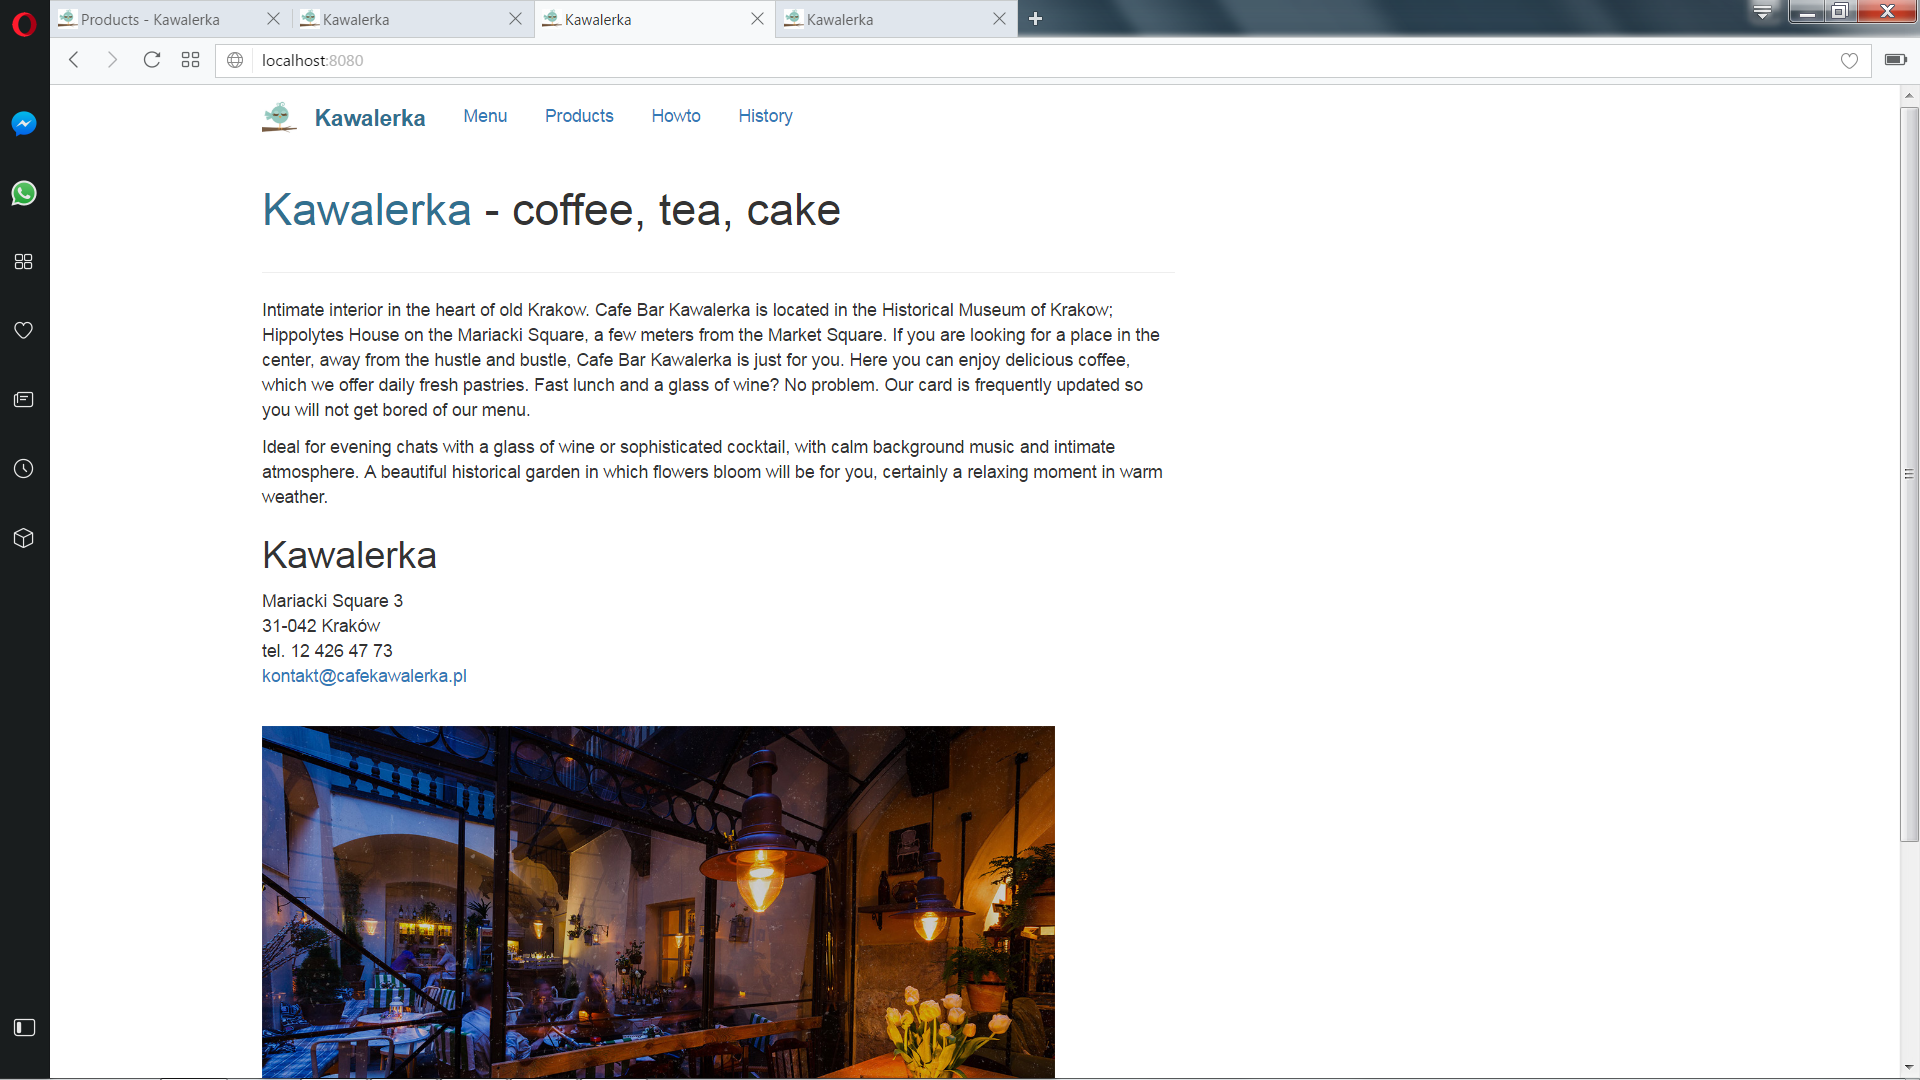 Products - Kawalerka
Kawalerka
Kawalerka
Kawalerka
localhost:8080
Kawalerka Menu Products Howto History
Kawalerka - coffee, tea, cake
Intimate interior in the heart of old Krakow. Cafe Bar Kawalerka is located in the Historical Museum of Krakow;
Hippolytes House on the Mariacki Square, a few meters from the Market Square. If you are looking for a place in the
center, away from the hustle and bustle, Cafe Bar Kawalerka is just for you. Here you can enjoy delicious coffee,
which we offer daily fresh pastries. Fast lunch and a glass of wine? No problem. Our card is frequently updated so
you will not get bored of our menu.
Ideal for evening chats with a glass of wine or sophisticated cocktail, with calm background music and intimate
atmosphere. A beautiful historical garden in which flowers bloom will be for you, certainly a relaxing moment in warm
weather.
Kawalerka
Mariacki Square 3
31-042 Kraków
tel. 12 426 47 73
kontakt@cafekawalerka.pl